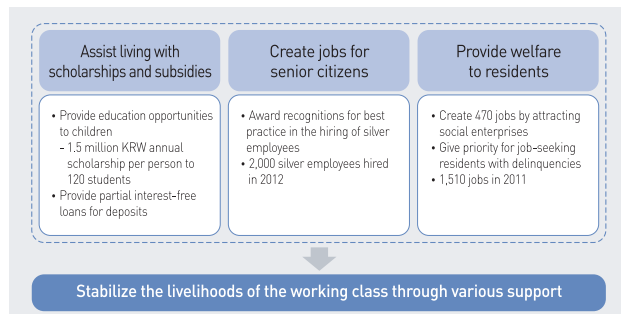 Assist living with
scholarships and subsidies
• Provide education opportunities
to children
- 1.5 million KRW annual
scholarship per person to
120 students
• Provide partial interest-free
loans for deposits
Create jobs for
senior citizens
• Award recognitions for best
practice in the hiring of silver
employees
• 2,000 silver employees hired
in 2012
Provide welfare
to residents
• Create 470 jobs by attracting
social enterprises
• Give priority for job-seeking
residents with delinquencies
• 1,510 jobs in 2011
Stabilize the livelihoods of the working class through various support